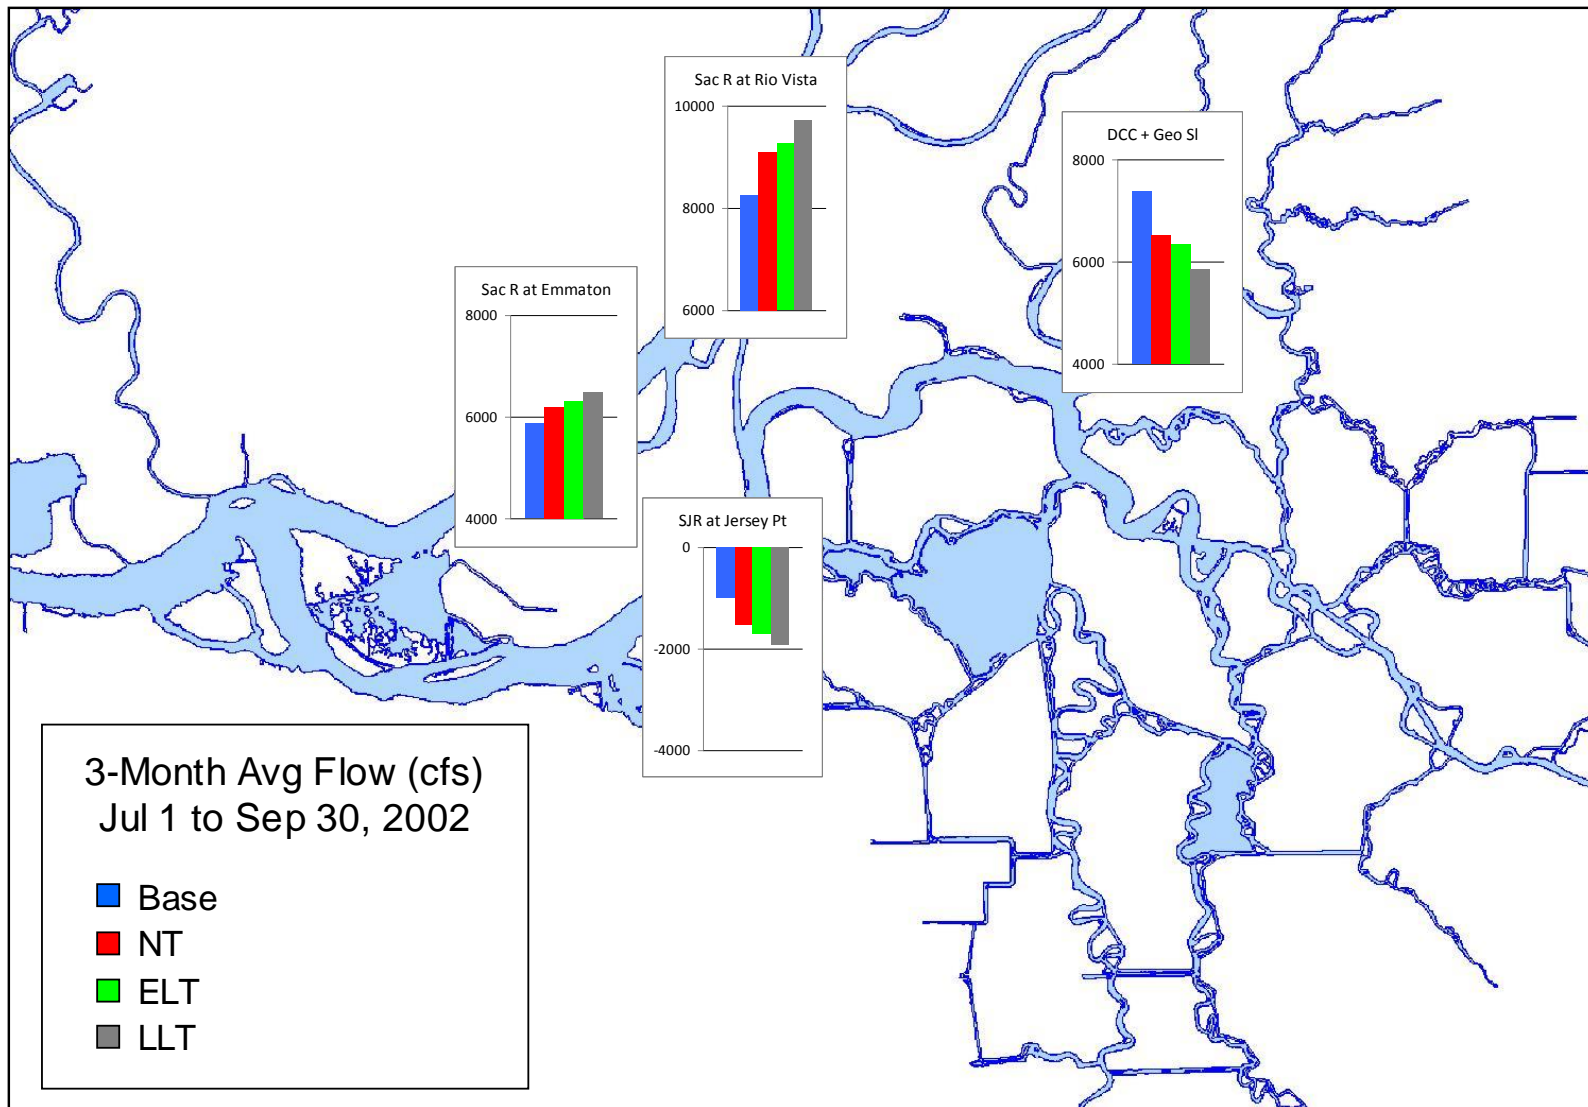 Sac R at Rio Vista
10000
8000
6000
DCC + Geo Sl
8000
6000
4000
Sac R at Emmaton
8000
6000
4000
SJR at Jersey Pt
0
-2000
-4000
3-Month Avg Flow (cfs)
Jul 1 to Sep 30, 2002
Base
NT
ELT
LLT